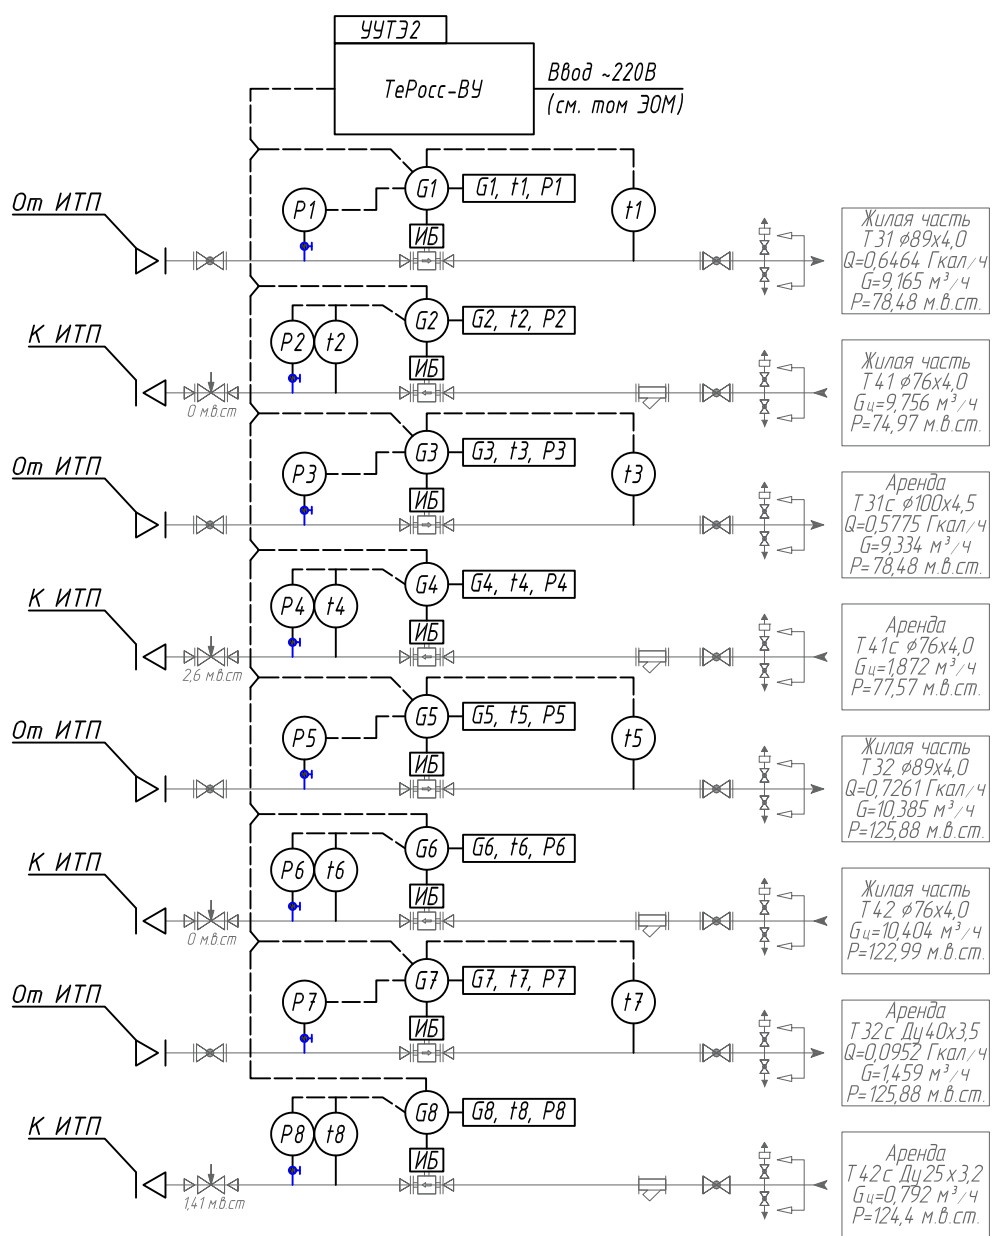 УУТЭ2
ТеРосс-ВУ
Ввод ~220В
(см. том ЭОМ)
От ИТП
P1
G1
G1, t1, P1
t1
ИБ
Жилая часть
Т31 ϕ89х4,0
Q=0,6464 Гкал/ч
G=9,165 м³/ч
P=78,48 м.в.ст.
К ИТП
P2
t2
G2
G2, t2, P2
ИБ
0 м.в.ст
Жилая часть
Т41 ϕ76х4,0
Gц=9,756 м³/ч
P=74,97 м.в.ст.
От ИТП
P3
G3
G3, t3, P3
t3
ИБ
Аренда
Т31с ϕ100х4,5
Q=0,5775 Гкал/ч
G=9,334 м³/ч
P=78,48 м.в.ст.
К ИТП
P4
t4
G4
G4, t4, P4
ИБ
2,6 м.в.ст
Аренда
Т41с ϕ76х4,0
Gц=1,872 м³/ч
P=77,57 м.в.ст.
От ИТП
P5
G5
G5, t5, P5
t5
ИБ
Жилая часть
Т32 ϕ89х4,0
Q=0,7261 Гкал/ч
G=10,385 м³/ч
P=125,88 м.в.ст.
К ИТП
P6
t6
G6
G6, t6, P6
ИБ
0 м.в.ст
Жилая часть
Т42 ϕ76х4,0
Gц=10,404 м³/ч
P=122,99 м.в.ст.
От ИТП
P7
G7
G7, t7, P7
t7
ИБ
Аренда
Т32с Ду40х3,5
Q=0,0952 Гкал/ч
G=1,459 м³/ч
P=125,88 м.в.ст.
К ИТП
P8
t8
G8
G8, t8, P8
ИБ
1,41 м.в.ст
Аренда
Т42с Ду25х3,2
Gц=0,792 м³/ч
P=124,4 м.в.ст.